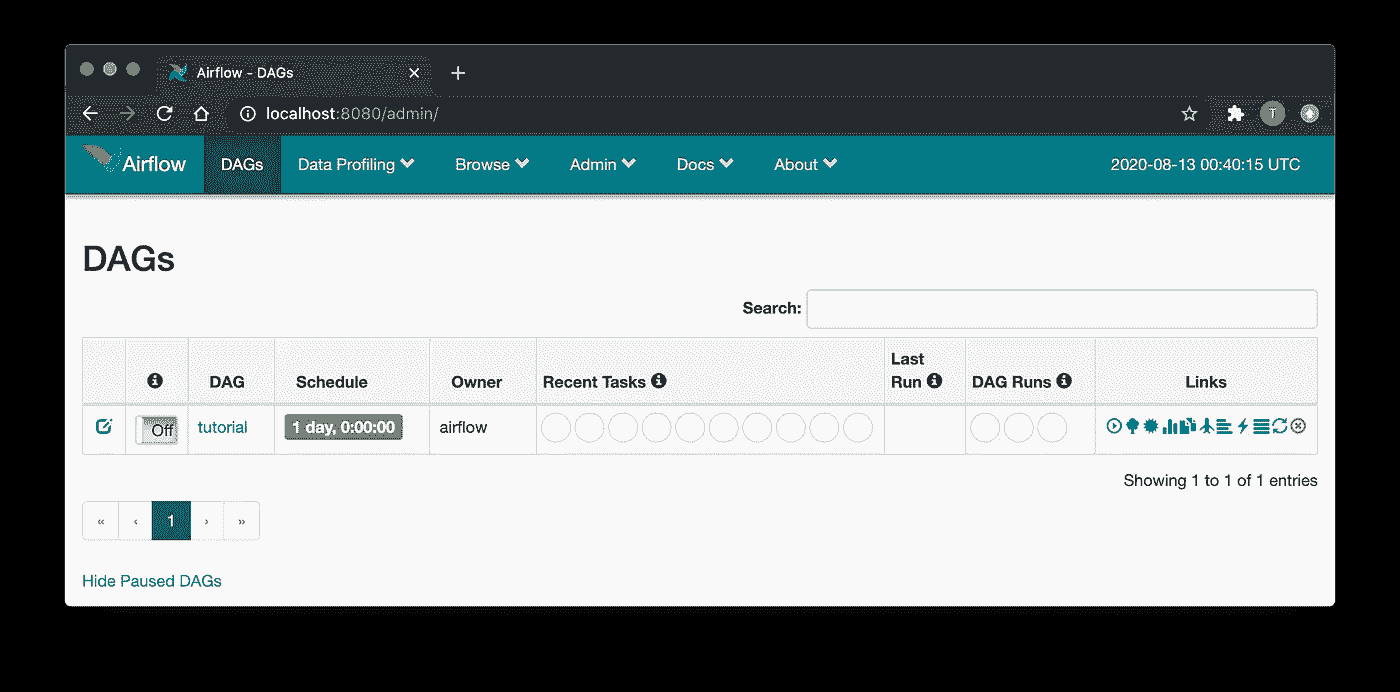 Airflow - DAGs
localhost:8080/admin/
T
Airflow DAGs Data Profiling Browse Admin Docs About 2020-08-13 00:40:15 UTC
DAGs
Search:
DAG Schedule Owner Recent Tasks Last Run DAG Runs Links
Off tutorial 1 day, 0:00:00 airflow
Showing 1 to 1 of 1 entries
« ‹ 1 › »
Hide Paused DAGs